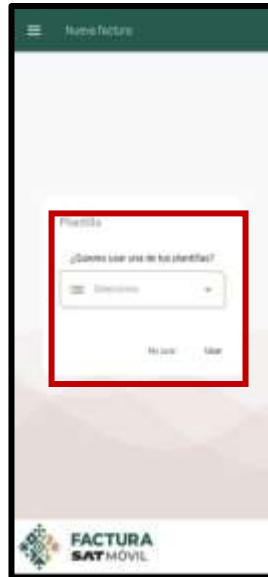 Nueva factura
Plantilla
¿Quieres usar una de tus plantillas?
Selecciona
No usar Usar
FACTURA
SAT MÓVIL